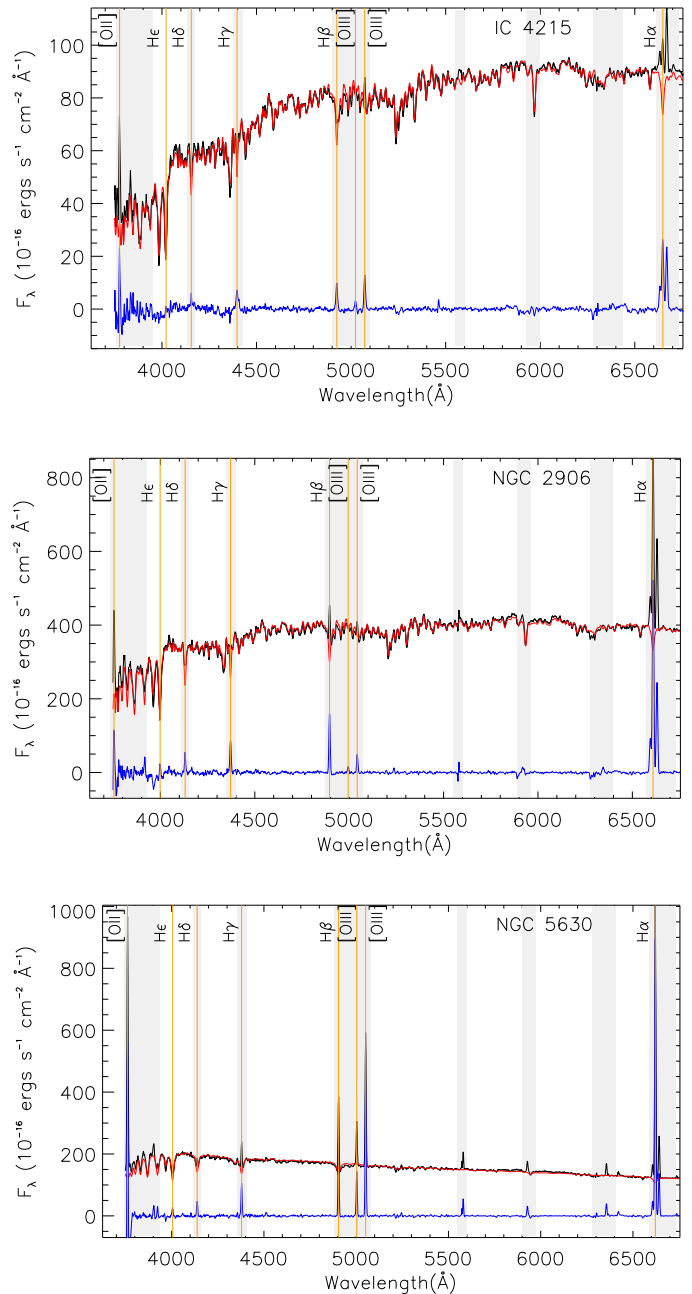 [OII] Hε Hδ Hγ Hβ [OIII] [OIII] IC 4215 Hα
100
80
60
40
20
0
F_λ (10⁻¹⁶ ergs s⁻¹ cm⁻² Å⁻¹)
4000 4500 5000 5500 6000 6500
Wavelength(Å)
[OII] Hε Hδ Hγ Hβ [OIII] [OIII] NGC 2906 Hα
800
600
400
200
0
F_λ (10⁻¹⁶ ergs s⁻¹ cm⁻² Å⁻¹)
4000 4500 5000 5500 6000 6500
Wavelength(Å)
[OII] Hε Hδ Hγ Hβ [OIII] [OIII] NGC 5630 Hα
1000
800
600
400
200
0
F_λ (10⁻¹⁶ ergs s⁻¹ cm⁻² Å⁻¹)
4000 4500 5000 5500 6000 6500
Wavelength(Å)